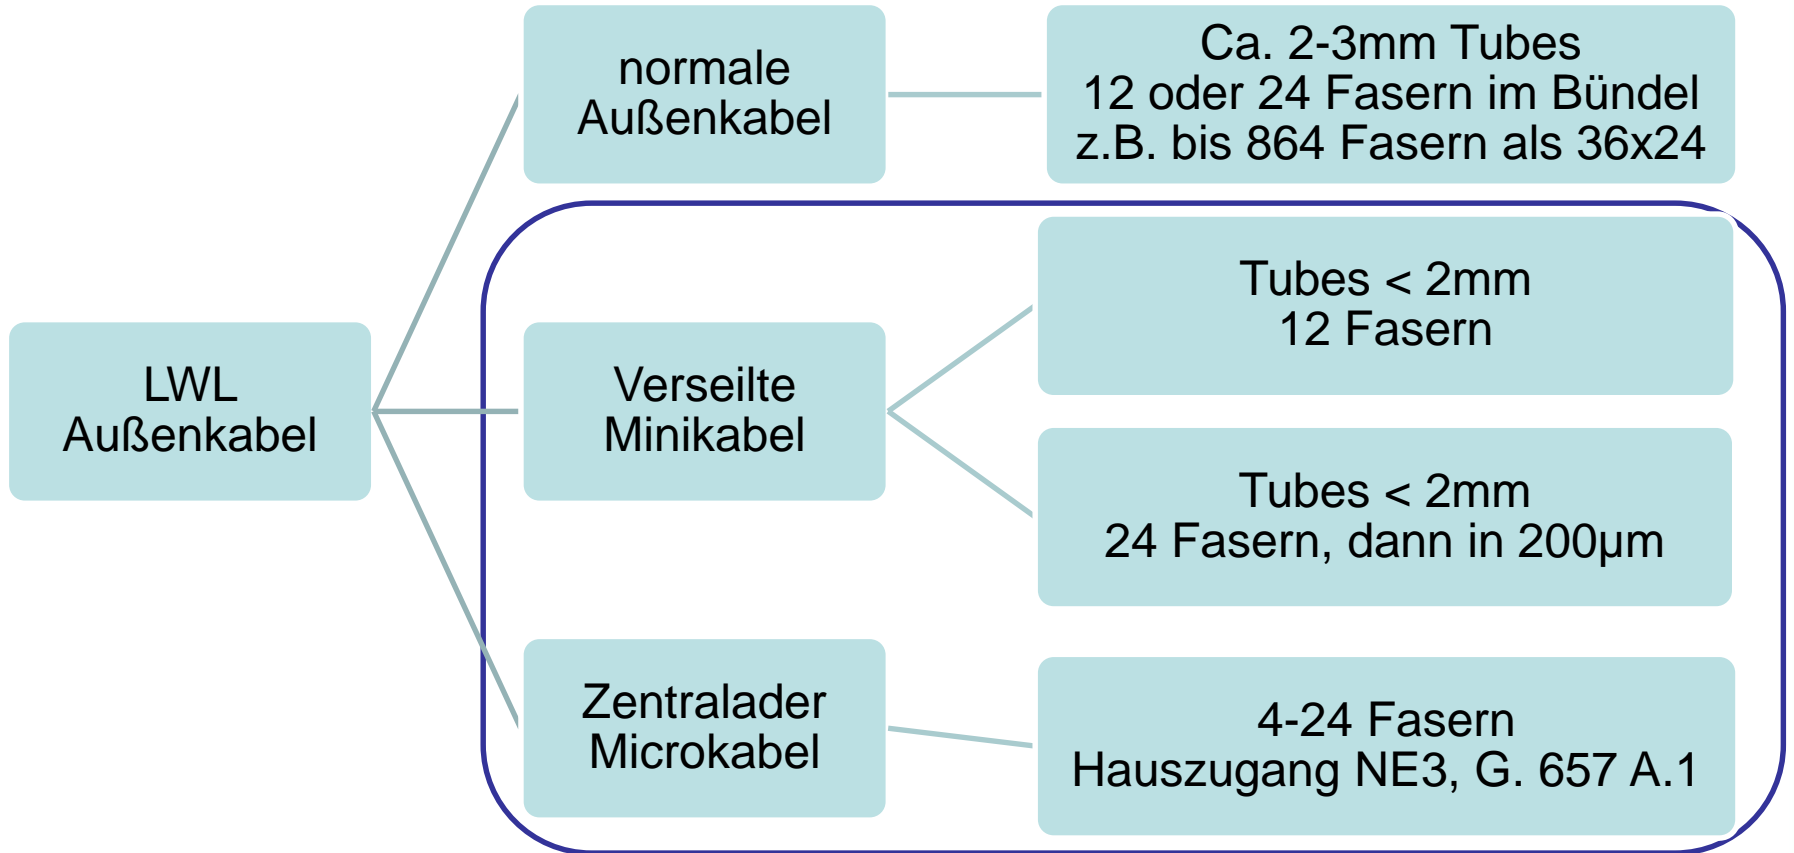 normale
Außenkabel
Ca. 2-3mm Tubes
12 oder 24 Fasern im Bündel
z.B. bis 864 Fasern als 36x24
LWL
Außenkabel
Verseilte
Minikabel
Tubes < 2mm
12 Fasern
Tubes < 2mm
24 Fasern, dann in 200µm
Zentralader
Microkabel
4-24 Fasern
Hauszugang NE3, G. 657 A.1